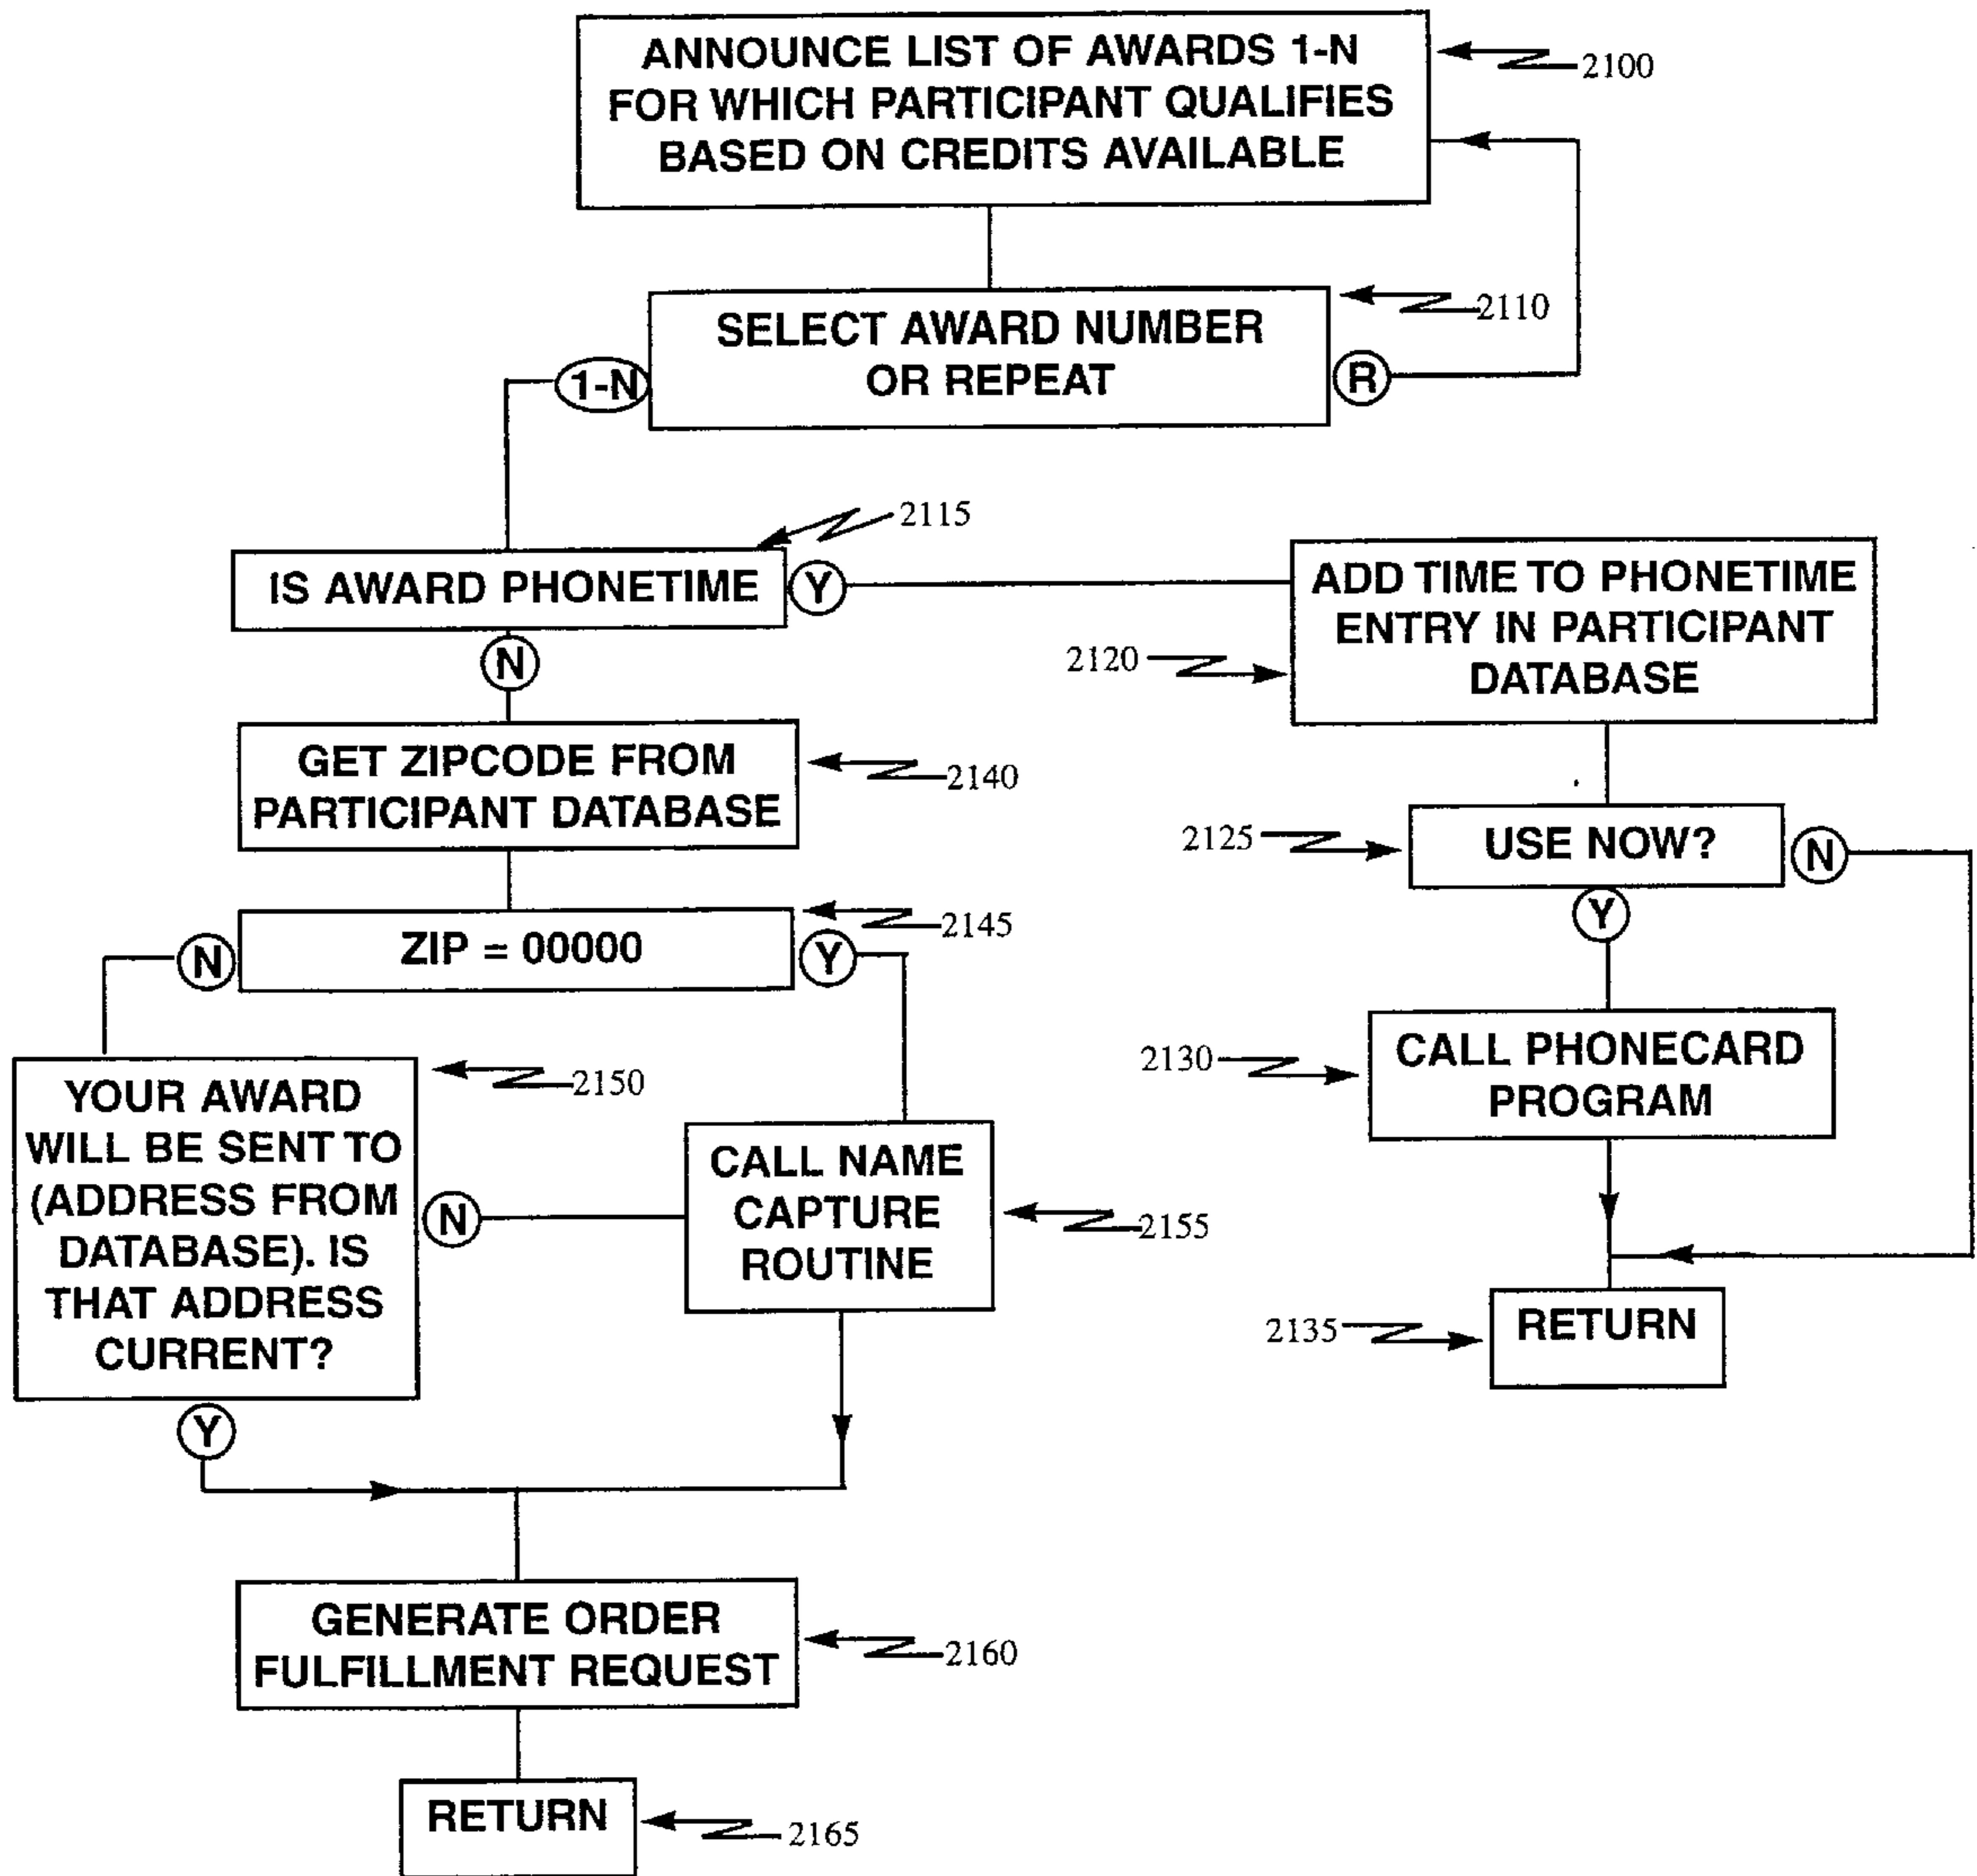 ANNOUNCE LIST OF AWARDS 1-N
FOR WHICH PARTICIPANT QUALIFIES
BASED ON CREDITS AVAILABLE
2100
SELECT AWARD NUMBER
OR REPEAT
2110
1-N
R
2115
IS AWARD PHONETIME
Y
N
ADD TIME TO PHONETIME
ENTRY IN PARTICIPANT
DATABASE
2120
GET ZIPCODE FROM
PARTICIPANT DATABASE
2140
2125
USE NOW?
N
Y
ZIP = 00000
2145
N
Y
2130
CALL PHONECARD
PROGRAM
YOUR AWARD
WILL BE SENT TO
(ADDRESS FROM
DATABASE). IS
THAT ADDRESS
CURRENT?
2150
N
Y
CALL NAME
CAPTURE
ROUTINE
2155
2135
RETURN
GENERATE ORDER
FULFILLMENT REQUEST
2160
RETURN
2165